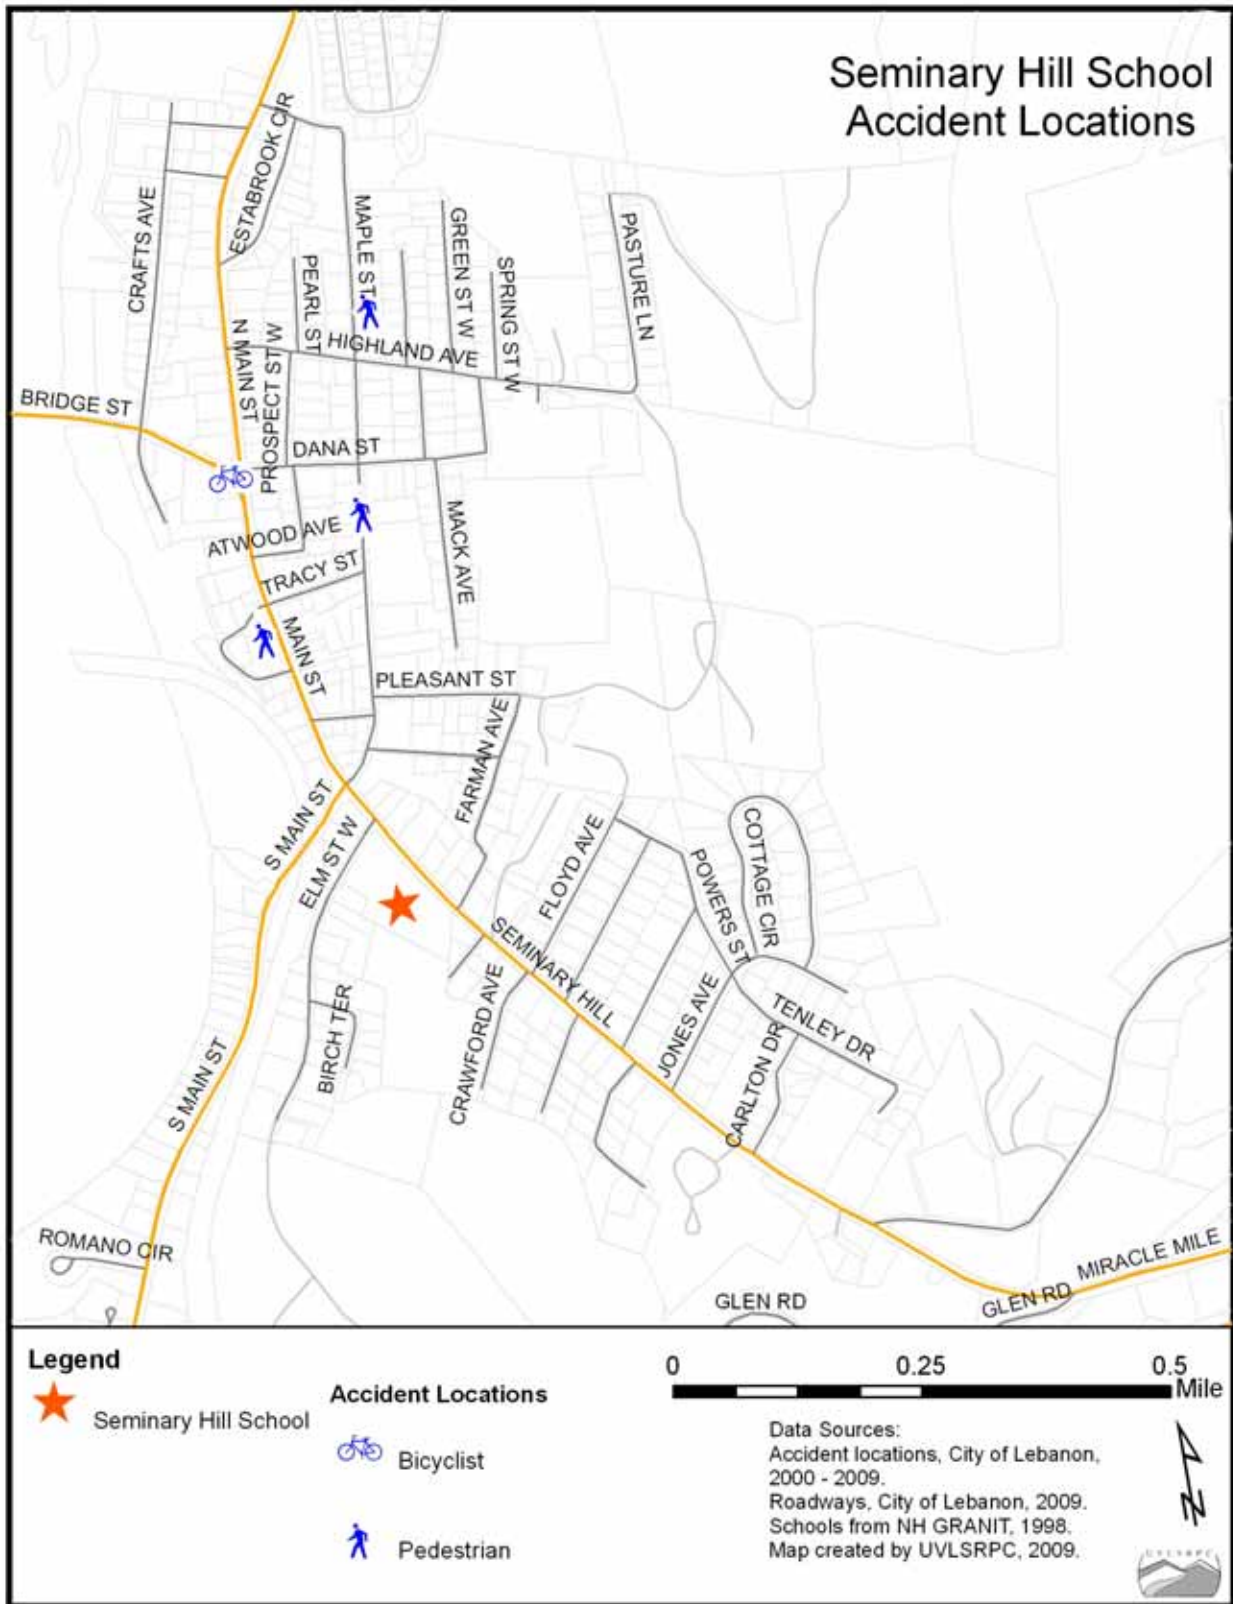 Seminary Hill School
Accident Locations
ESTABROOK CIR
CRAFTS AVE
MAPLE ST
GREEN ST W
PASTURE LN
PEARL ST
SPRING ST W
N MAIN ST
PROSPECT ST W
HIGHLAND AVE
BRIDGE ST
DANA ST
ATWOOD AVE
MACK AVE
TRACY ST
MAIN ST
PLEASANT ST
FARMAN AVE
S MAIN ST
ELM ST W
FLOYD AVE
COTTAGE CIR
POWERS ST
SEMINARY HILL
CRAWFORD AVE
BIRCH TER
JONES AVE
TENLEY DR
CARLTON DR
S MAIN ST
ROMANO CIR
MIRACLE MILE
GLEN RD
GLEN RD
Legend
Seminary Hill School
Accident Locations
Bicyclist
Pedestrian
0 0.25 0.5
Mile
Data Sources:
Accident locations, City of Lebanon,
2000 - 2009.
Roadways, City of Lebanon, 2009.
Schools from NH GRANIT, 1998.
Map created by UVLSRPC, 2009.
N
UVLSRPC